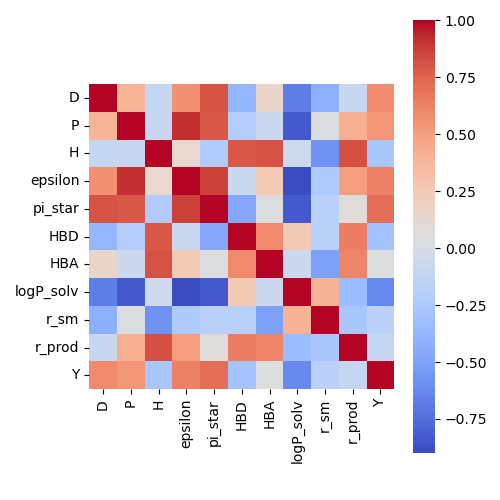 D
P
H
epsilon
pi_star
HBD
HBA
logP_solv
r_sm
r_prod
Y
D
P
H
epsilon
pi_star
HBD
HBA
logP_solv
r_sm
r_prod
Y
1.00
0.75
0.50
0.25
0.00
−0.25
−0.50
−0.75